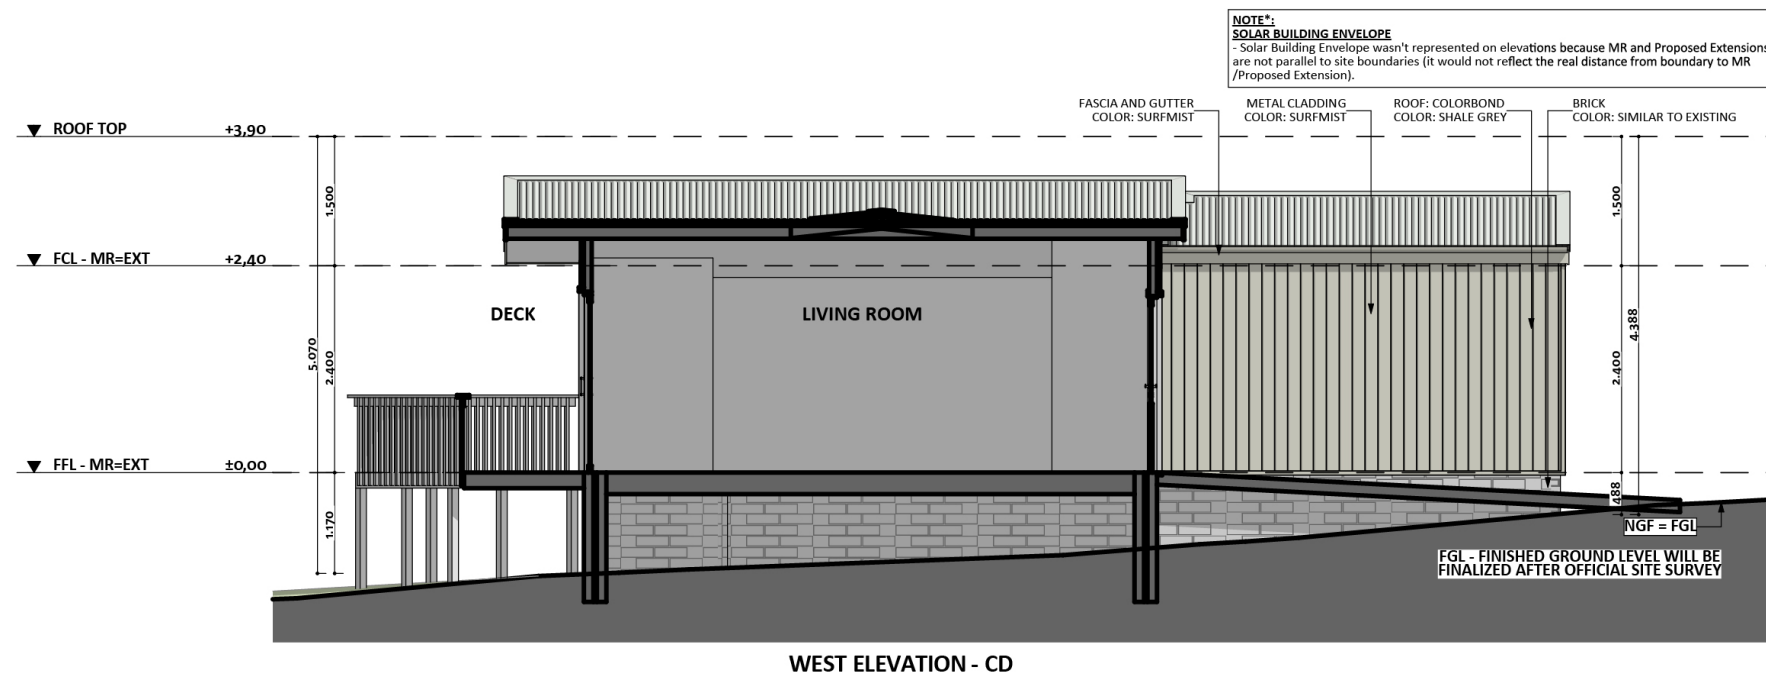 NOTE*:
SOLAR BUILDING ENVELOPE
- Solar Building Envelope wasn't represented on elevations because MR and Proposed Extensions
are not parallel to site boundaries (it would not reflect the real distance from boundary to MR
/Proposed Extension).
FASCIA AND GUTTER
COLOR: SURFMIST
METAL CLADDING
COLOR: SURFMIST
ROOF: COLORBOND
COLOR: SHALE GREY
BRICK
COLOR: SIMILAR TO EXISTING
ROOF TOP +3,90
1.500
1.500
FCL - MR=EXT +2,40
DECK
LIVING ROOM
5.070
2.400
2.400
4.388
FFL - MR=EXT ±0,00
1.170
488
NGF = FGL
FGL - FINISHED GROUND LEVEL WILL BE
FINALIZED AFTER OFFICIAL SITE SURVEY
WEST ELEVATION - CD